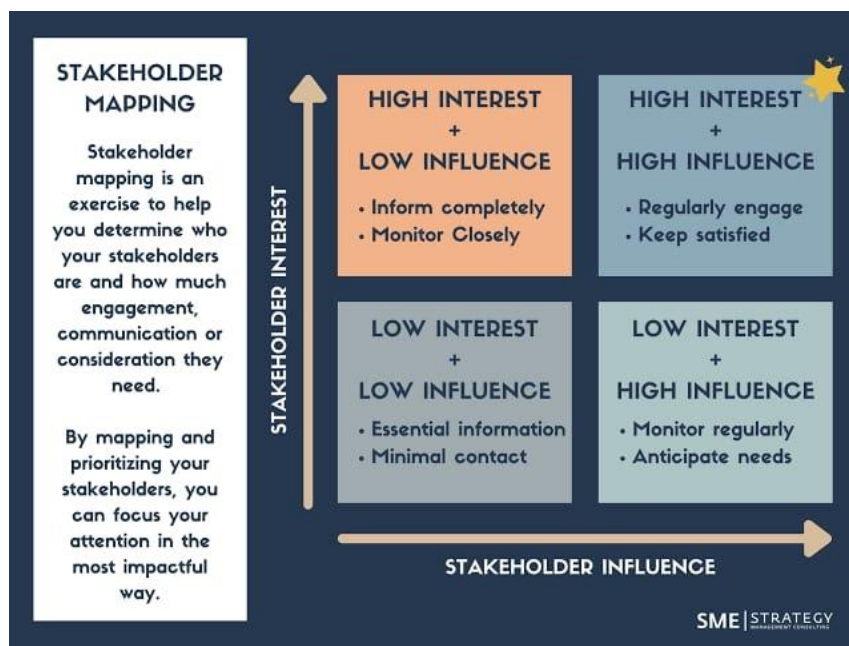 STAKEHOLDER
MAPPING
Stakeholder
mapping is an
exercise to help
you determine who
your stakeholders
are and how much
engagement,
communication or
consideration they
need.
By mapping and
prioritizing your
stakeholders, you
can focus your
attention in the
most impactful
way.
STAKEHOLDER INTEREST
HIGH INTEREST
+
LOW INFLUENCE
• Inform completely
• Monitor Closely
HIGH INTEREST
+
HIGH INFLUENCE
• Regularly engage
• Keep satisfied
LOW INTEREST
+
LOW INFLUENCE
• Essential information
• Minimal contact
LOW INTEREST
+
HIGH INFLUENCE
• Monitor regularly
• Anticipate needs
STAKEHOLDER INFLUENCE
SME | STRATEGY
MANAGEMENT CONSULTING